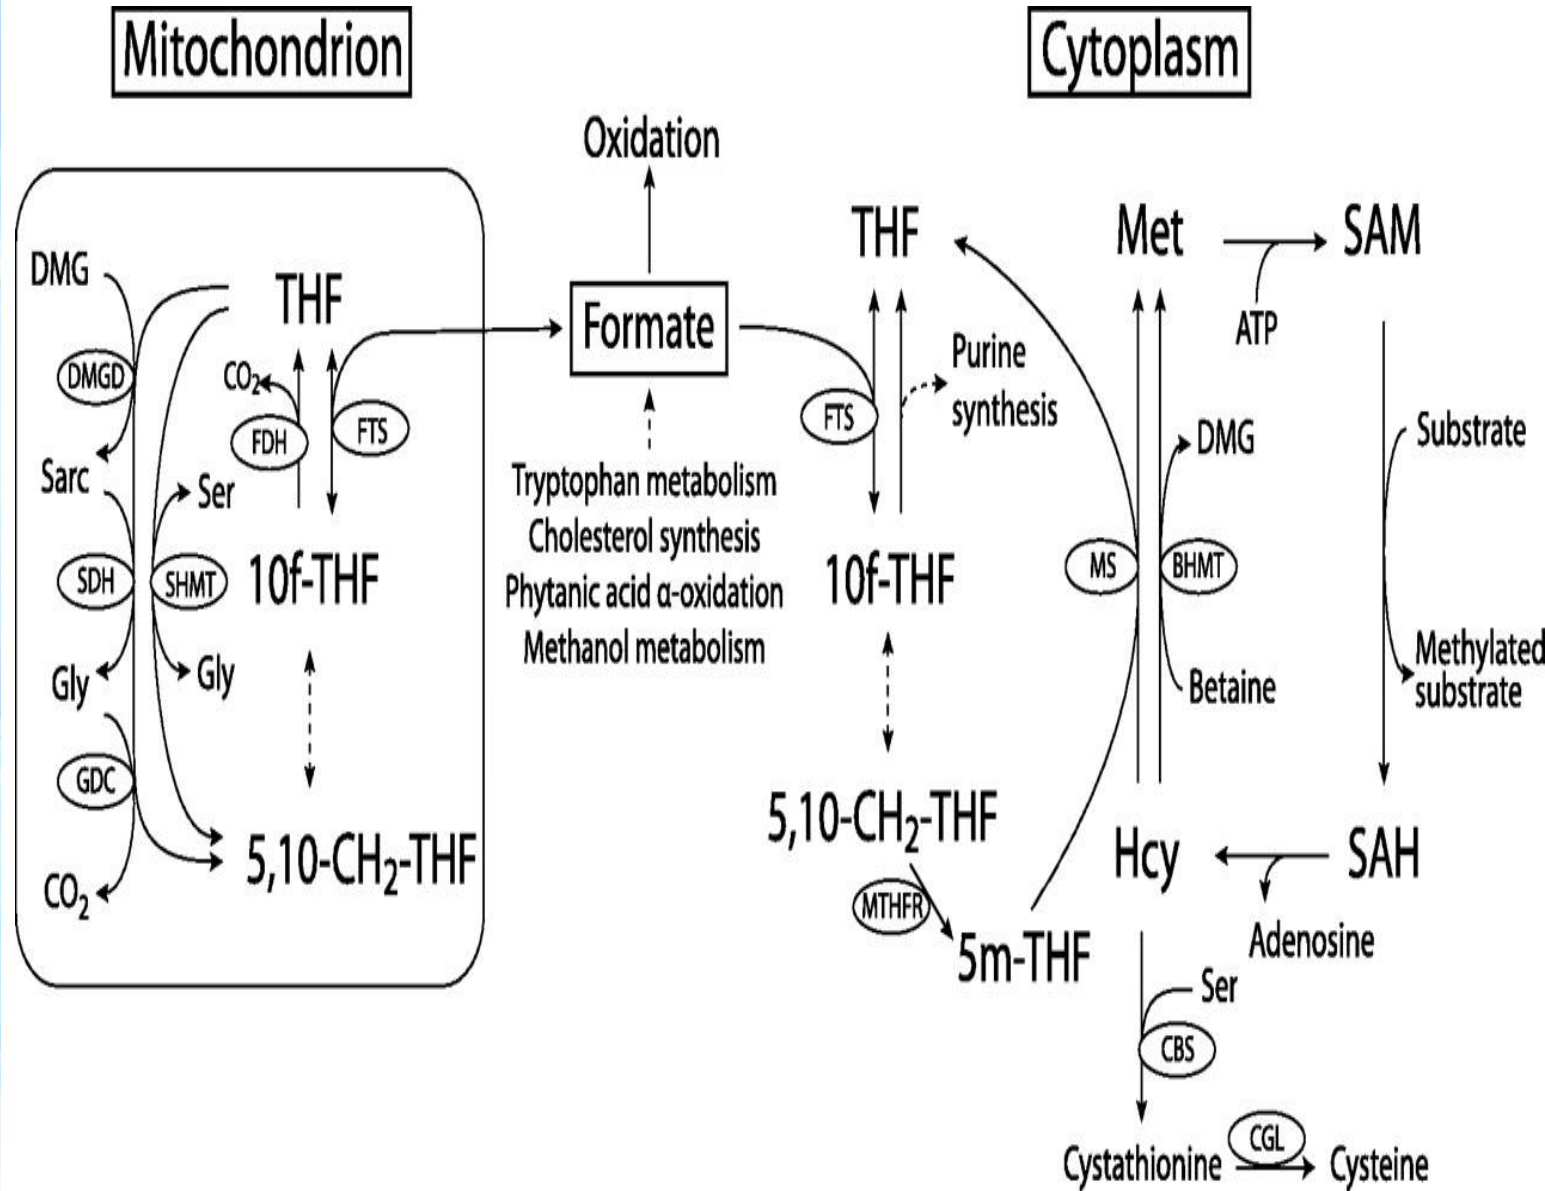 Mitochondrion
Cytoplasm
Oxidation
DMG
THF
DMGD
CO2
FDH
FTS
Sarc
Ser
SDH
SHMT
10f-THF
Gly
Gly
GDC
5,10-CH2-THF
CO2
Formate
Tryptophan metabolism
Cholesterol synthesis
Phytanic acid α-oxidation
Methanol metabolism
THF
FTS
Purine
synthesis
10f-THF
5,10-CH2-THF
MTHFR
5m-THF
Met
SAM
ATP
DMG
Substrate
MS
BHMT
Betaine
Methylated
substrate
Hcy
SAH
Adenosine
Ser
CBS
Cystathionine
CGL
Cysteine